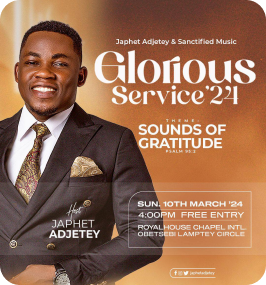 Japhet Adjetey & Sanctified Music
Glorious
Service'24
THEME:
SOUNDS OF
GRATITUDE
PSALM 95:2
Host
JAPHET
ADJETEY
SUN. 10TH MARCH '24
4:00PM FREE ENTRY
ROYALHOUSE CHAPEL INTL.
OBETSEBI LAMPTEY CIRCLE
japhetadjetey